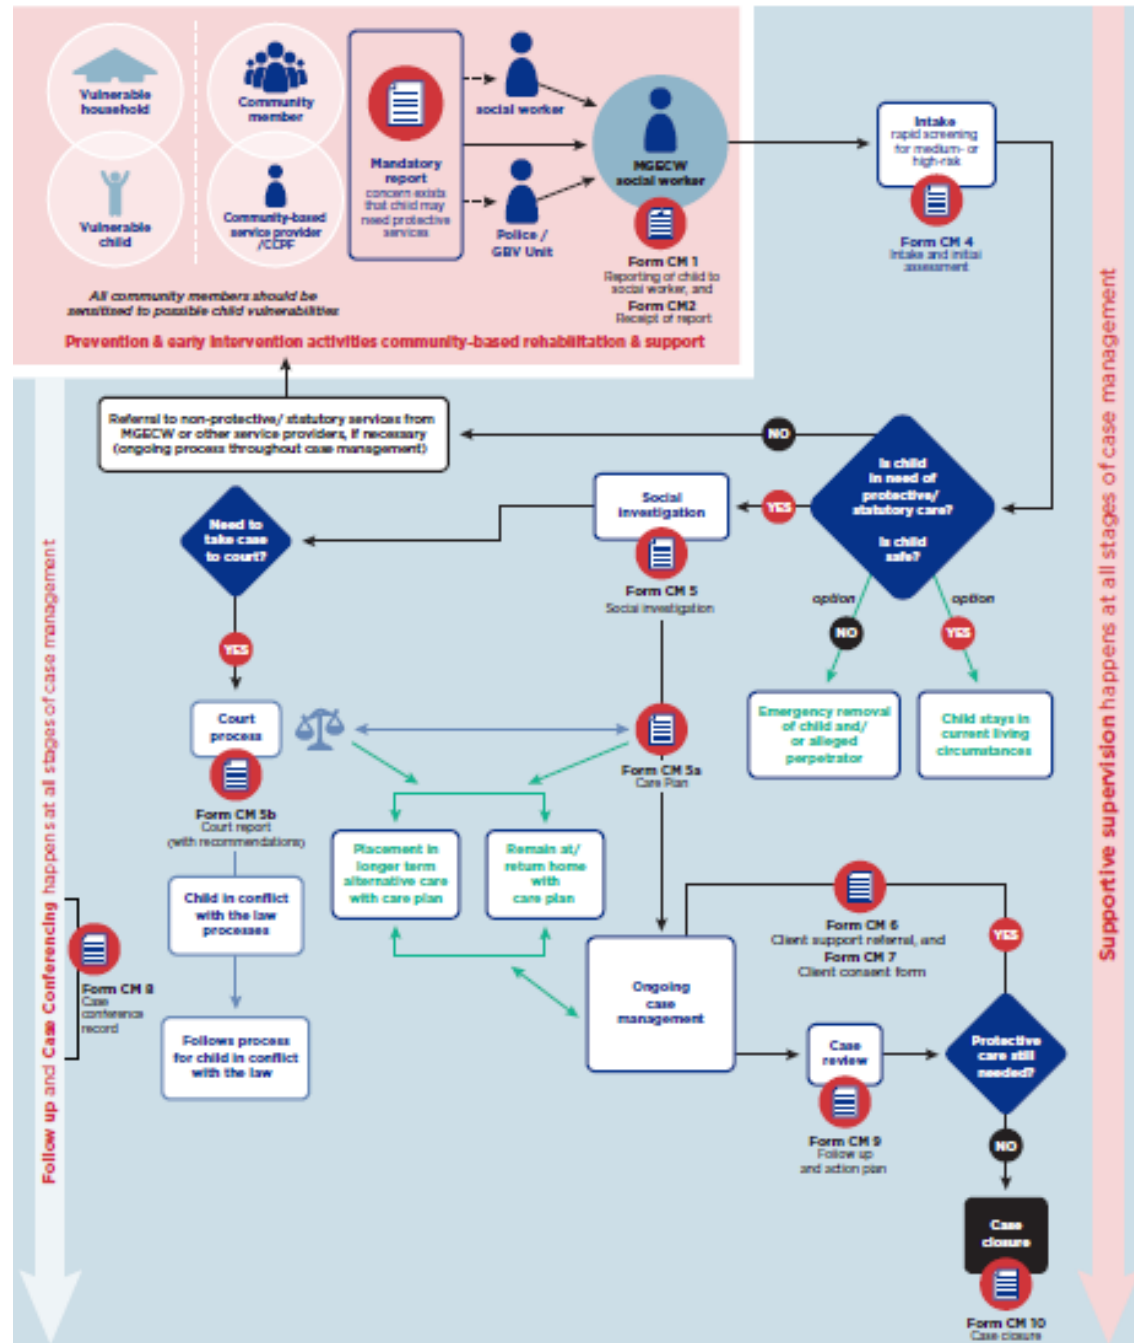 Vulnerable
household
Community
member
Vulnerable
child
Community-based
service provider
/CCPF
All community members should be
sensitised to possible child vulnerabilities
Mandatory
report
concern exists
that child may
need protective
services
social worker
Police /
GBV Unit
MGECW
social worker
Form CM 1
Reporting of child to
social worker, and
Form CM2
Receipt of report
Prevention & early intervention activities community-based rehabilitation & support
Intake
rapid screening
for medium- or
high-risk
Form CM 4
Intake and initial
assessment
Referral to non-protective/ statutory services from
MGECW or other service providers, if necessary
(ongoing process throughout case management)
NO
Is child
in need of
protective/
statutory care?
Is child
safe?
YES
Social
investigation
Form CM 5
Social investigation
Need to
take case
to court?
YES
option
NO
option
YES
Emergency removal
of child and/
or alleged
perpetrator
Child stays in
current living
circumstances
Court
process
Form CM 5b
Court report
(with recommendations)
Form CM 5a
Care Plan
Placement in
longer term
alternative care
with care plan
Remain at/
return home
with
care plan
Child in conflict
with the law
processes
Follows process
for child in conflict
with the law
Form CM 8
Case
conference
record
Ongoing
case
management
Form CM 6
Client support referral, and
Form CM 7
Client consent form
YES
Case
review
Form CM 9
Follow up
and action plan
Protective
care still
needed?
NO
Case
closure
Form CM 10
Case closure
Follow up and Case Conferencing happens at all stages of case management
Supportive supervision happens at all stages of case management